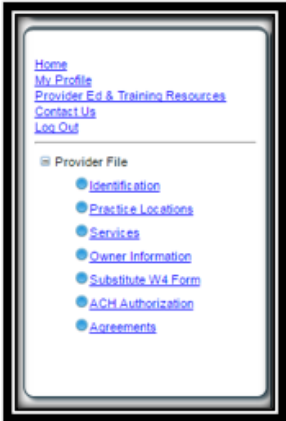 Home
My Profile
Provider Ed & Training Resources
Contact Us
Log Out
Provider File
Identification
Practice Locations
Services
Owner Information
Substitute W4 Form
ACH Authorization
Agreements